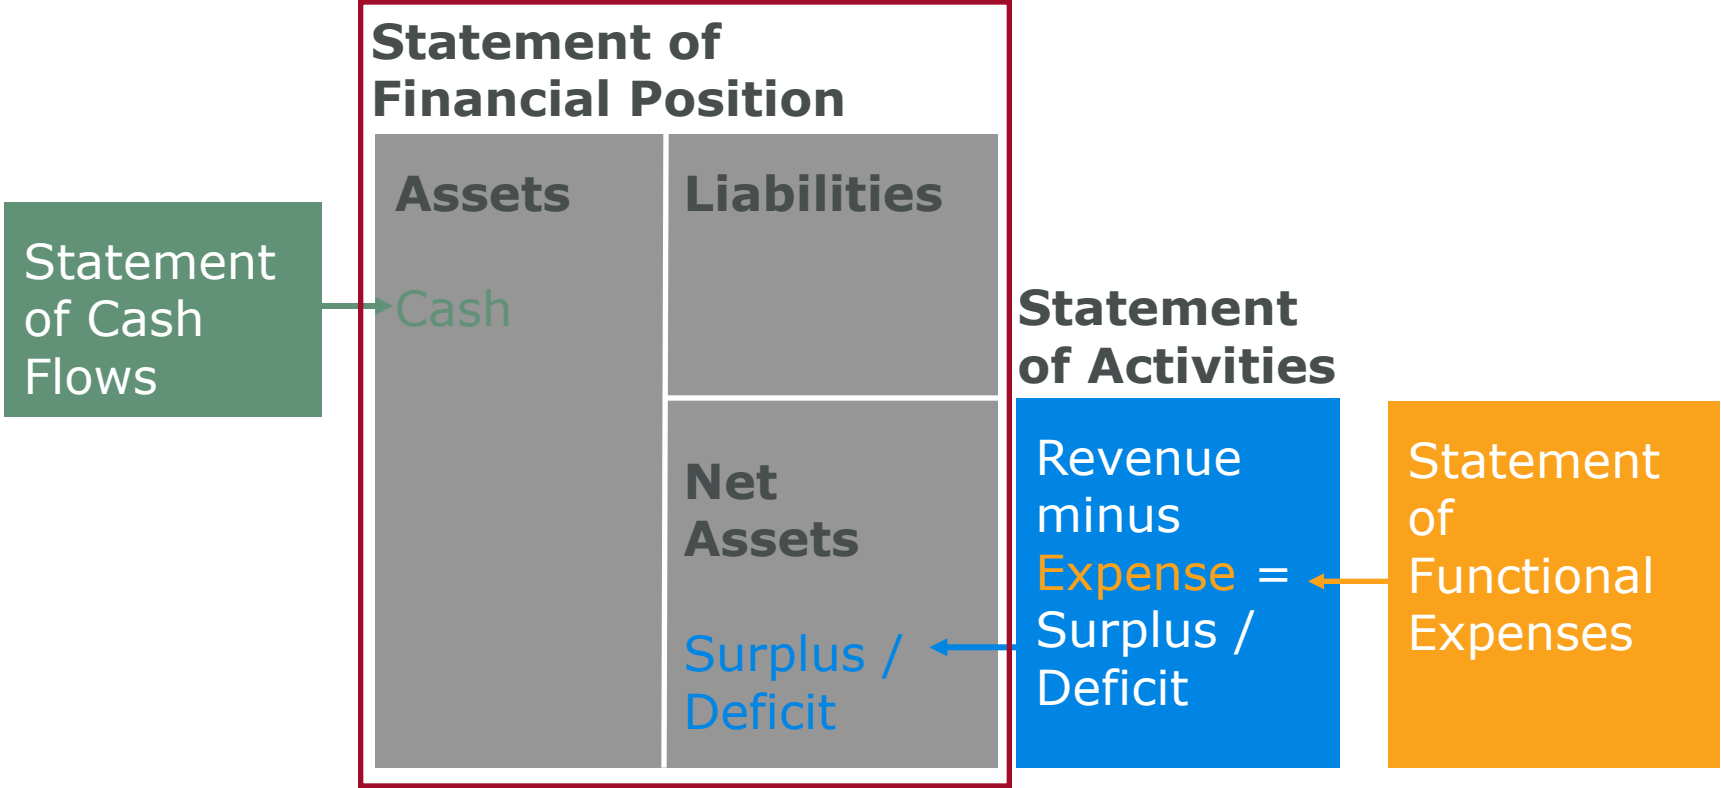 Statement of
Financial Position
Assets
Liabilities
Statement
of Cash
Flows
Cash
Net
Assets
Surplus /
Deficit
Statement
of Activities
Revenue
minus
Expense =
Surplus /
Deficit
Statement
of
Functional
Expenses